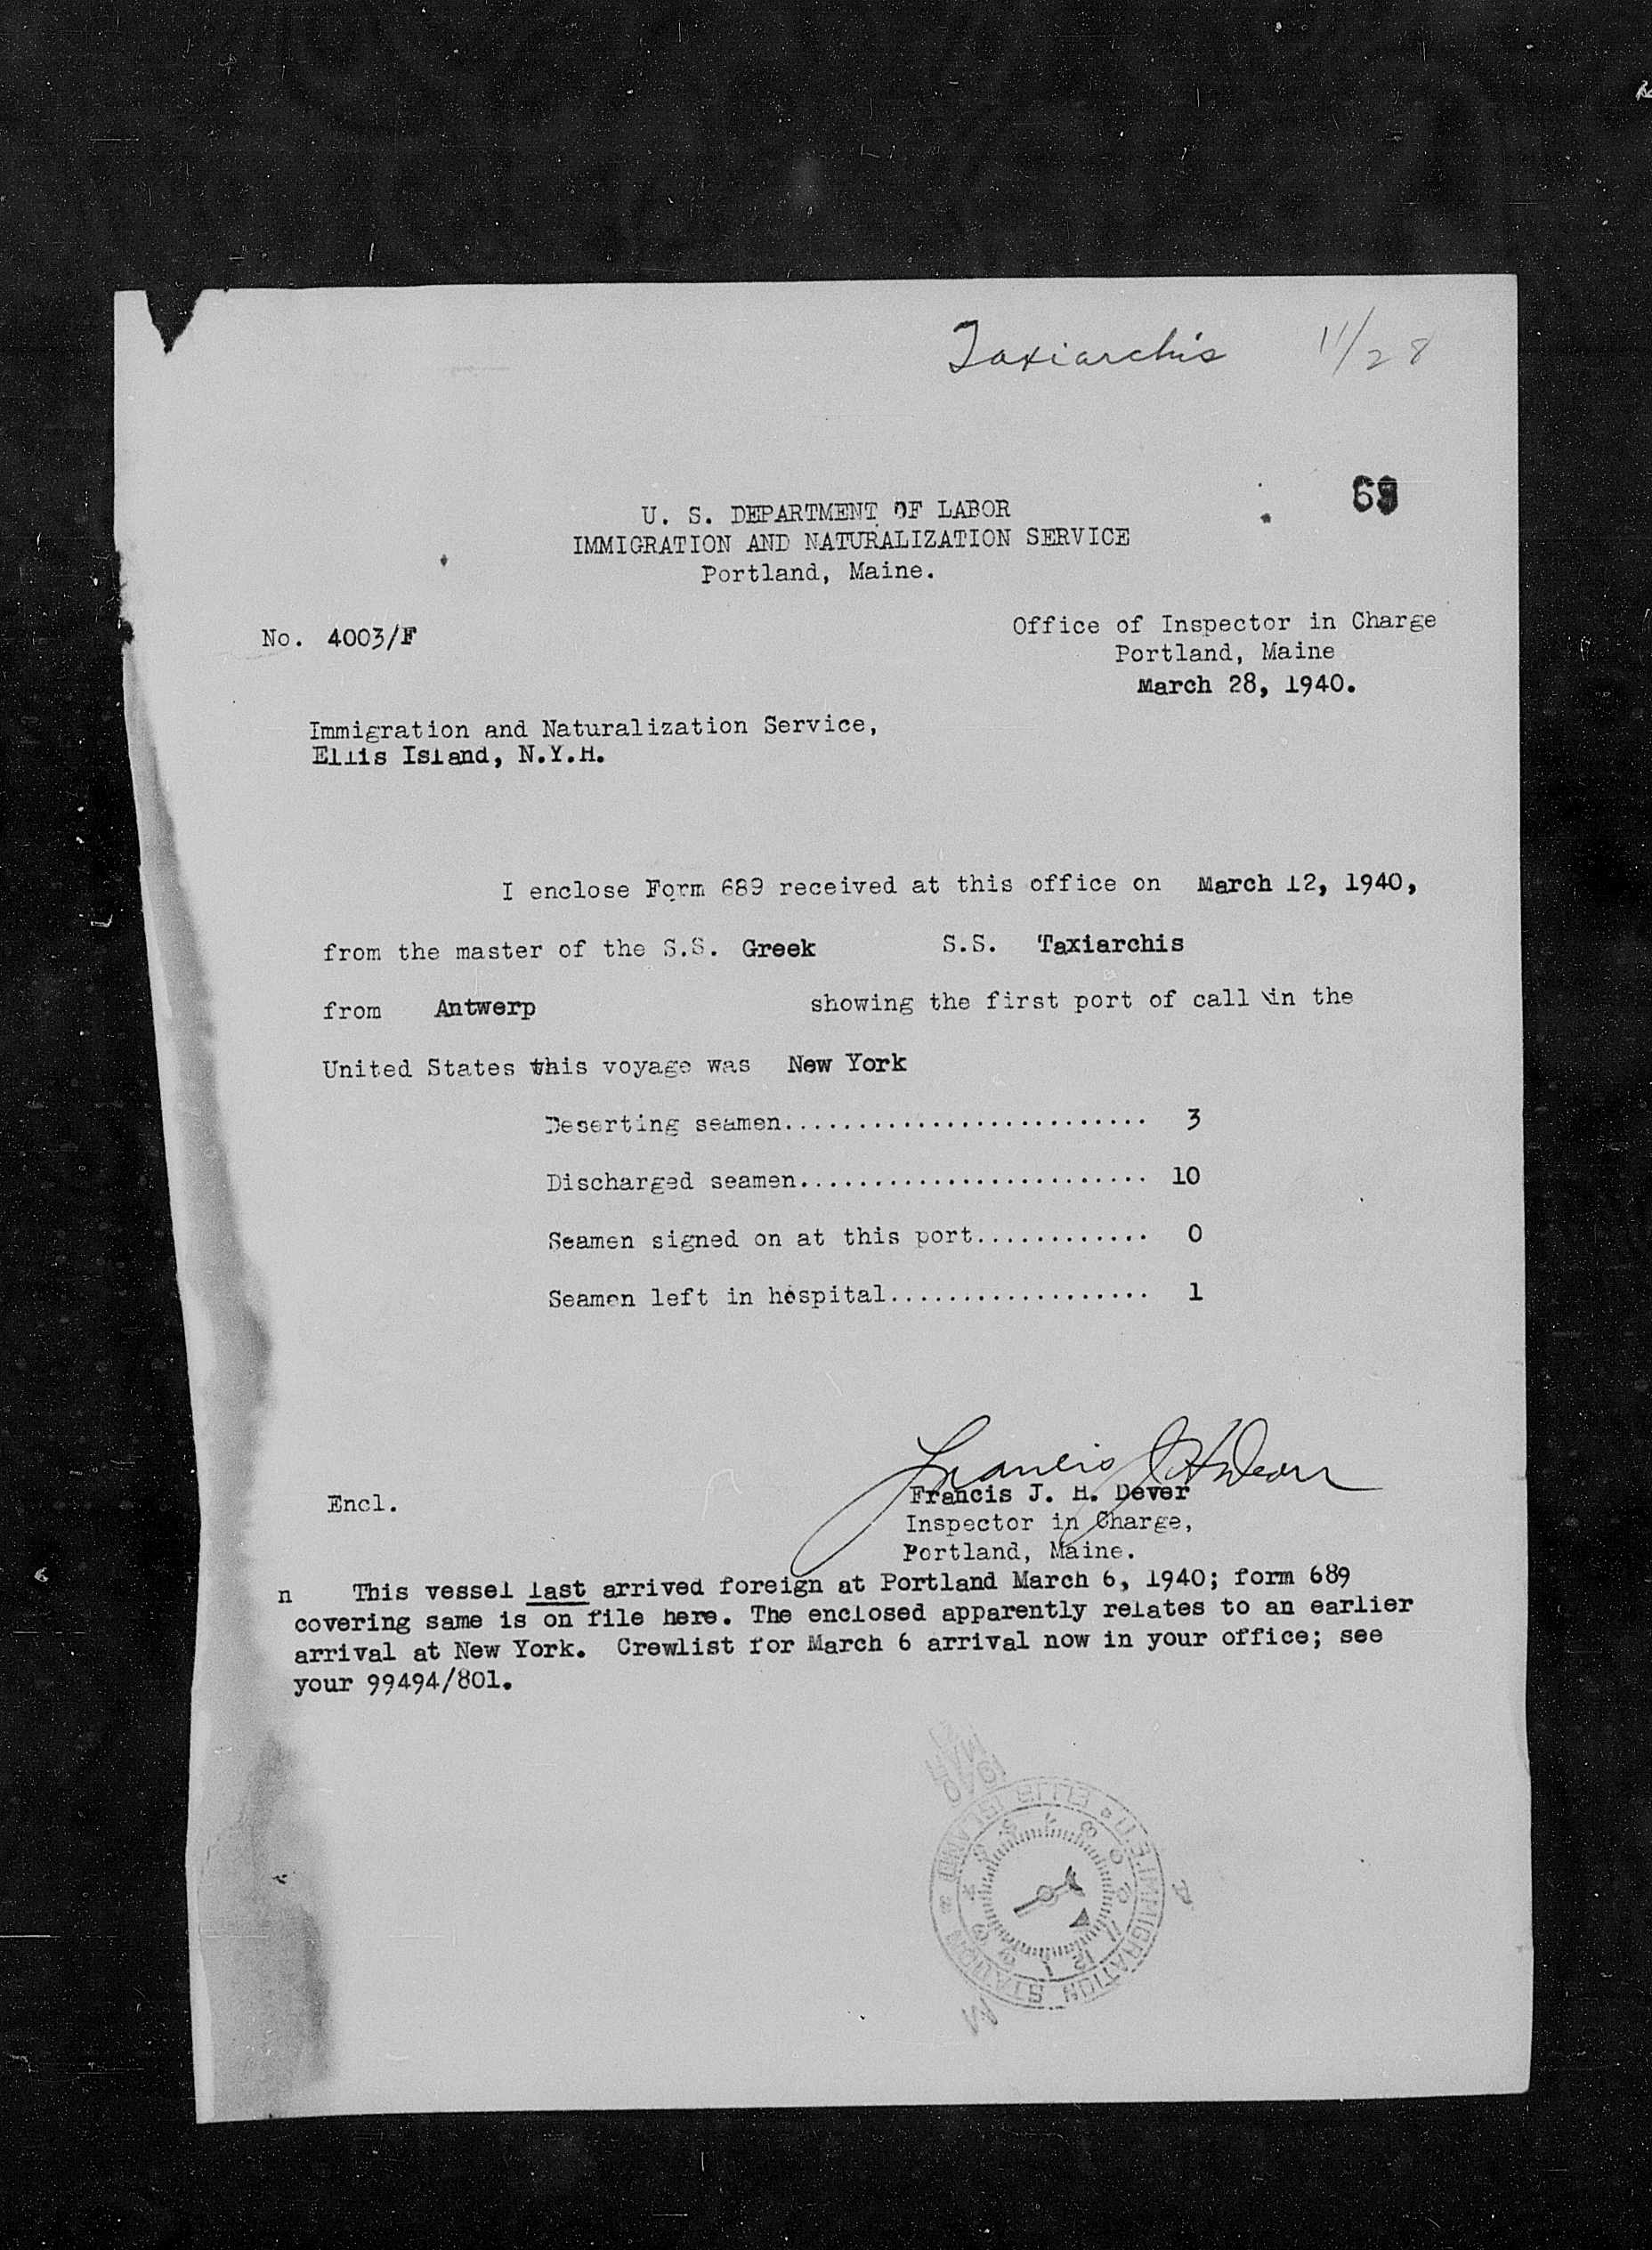 Taxiarchis 11/28
U. S. DEPARTMENT OF LABOR
IMMIGRATION AND NATURALIZATION SERVICE
Portland, Maine.
No. 4003/F
Office of Inspector in Charge
Portland, Maine
March 28, 1940.
Immigration and Naturalization Service,
Ellis Island, N.Y.H.
I enclose Form 689 received at this office on March 12, 1940,
from the master of the S.S. Greek S.S. Taxiarchis
from Antwerp showing the first port of call in the
United States this voyage was New York
Deserting seamen.......................... 3
Discharged seamen......................... 10
Seamen signed on at this port............. 0
Seamen left in hospital................... 1
Francis J. H. Dever
Encl.
Francis J. H. Dever
Inspector in Charge,
Portland, Maine.
n This vessel last arrived foreign at Portland March 6, 1940; form 689
covering same is on file here. The enclosed apparently relates to an earlier
arrival at New York. Crewlist for March 6 arrival now in your office; see
your 99494/801.
1940
U.S. IMMIGRATION STATION * ELLIS ISLAND *